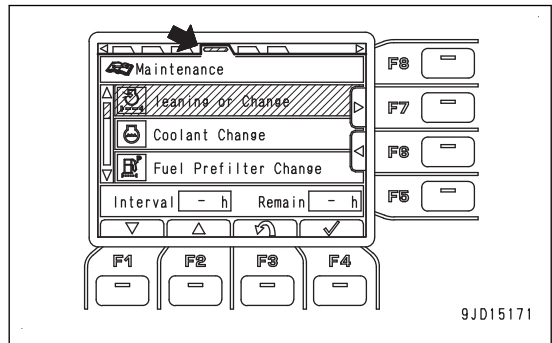 Maintenance
F8
leaning or Change
F7
Coolant Change
F6
Fuel Prefilter Change
F5
Interval - h Remain - h
F1 F2 F3 F4
9JD15171